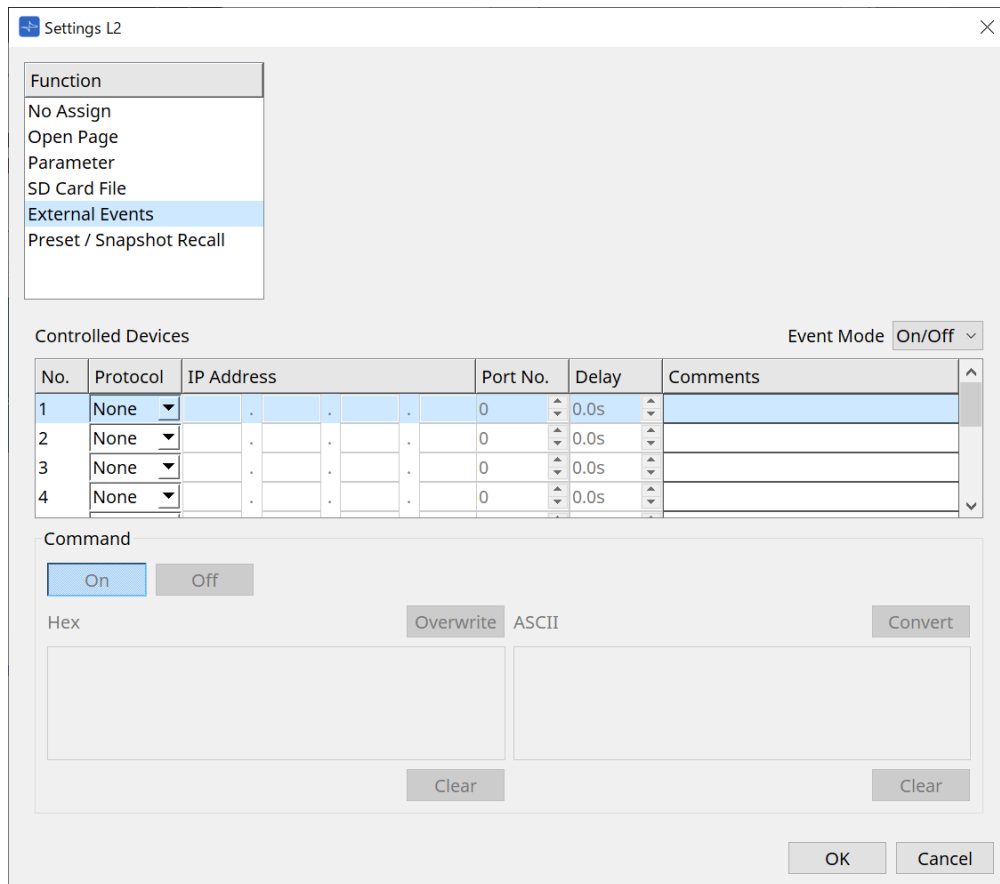 Settings L2
Function
No Assign
Open Page
Parameter
SD Card File
External Events
Preset / Snapshot Recall
Controlled Devices Event Mode On/Off
No. Protocol IP Address Port No. Delay Comments
1 None . . . 0 0.0s
2 None . . . 0 0.0s
3 None . . . 0 0.0s
4 None . . . 0 0.0s
Command
On Off
Hex Overwrite ASCII Convert
Clear Clear
OK Cancel